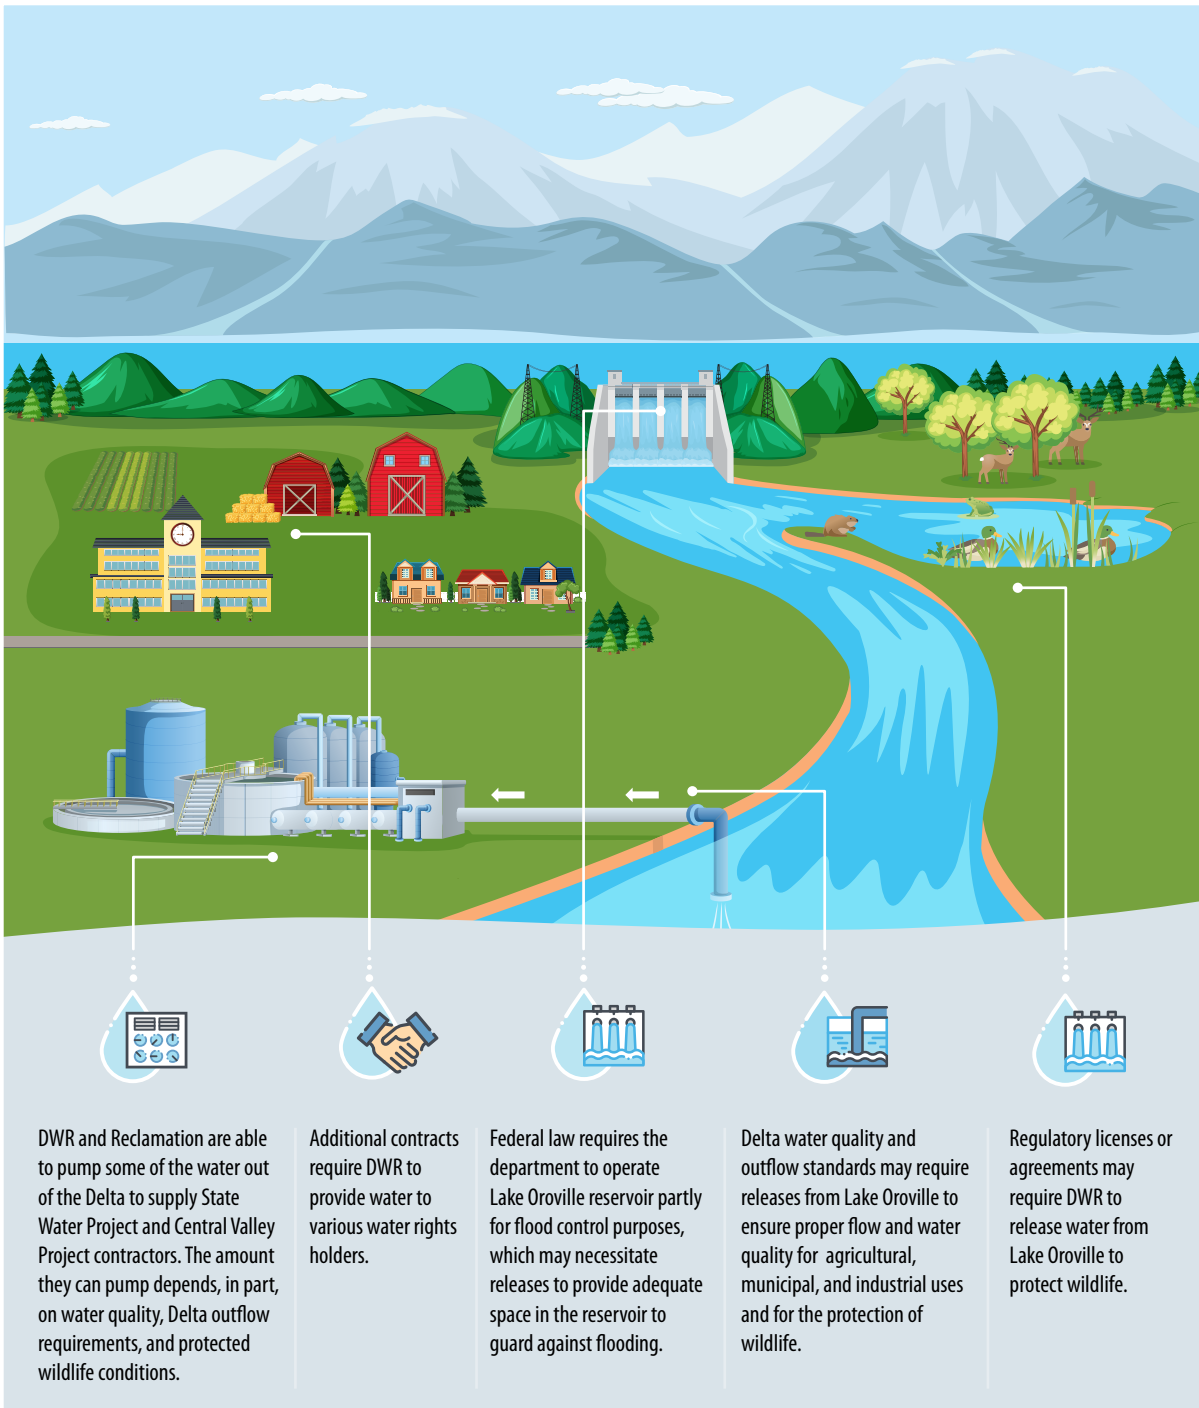 DWR and Reclamation are able
to pump some of the water out
of the Delta to supply State
Water Project and Central Valley
Project contractors. The amount
they can pump depends, in part,
on water quality, Delta outflow
requirements, and protected
wildlife conditions.
Additional contracts
require DWR to
provide water to
various water rights
holders.
Federal law requires the
department to operate
Lake Oroville reservoir partly
for flood control purposes,
which may necessitate
releases to provide adequate
space in the reservoir to
guard against flooding.
Delta water quality and
outflow standards may require
releases from Lake Oroville to
ensure proper flow and water
quality for agricultural,
municipal, and industrial uses
and for the protection of
wildlife.
Regulatory licenses or
agreements may
require DWR to
release water from
Lake Oroville to
protect wildlife.